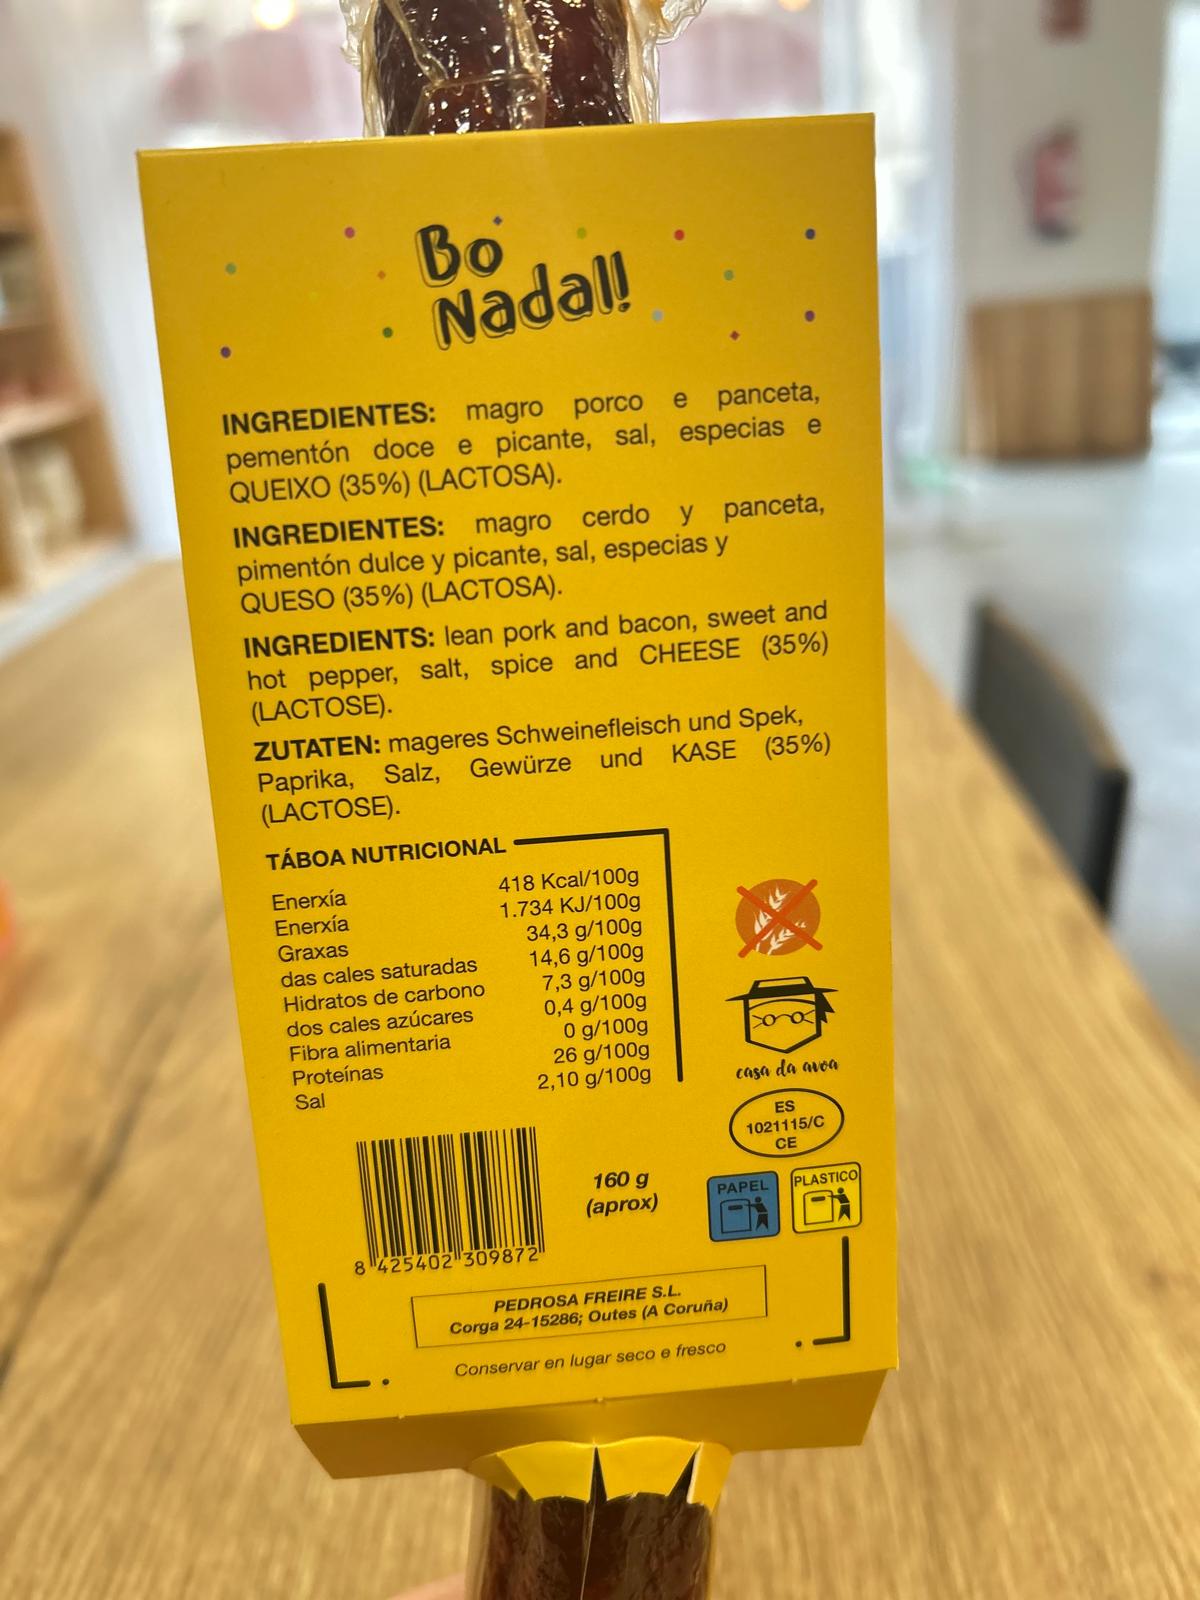 Bo
Nadal!
INGREDIENTES: magro porco e panceta,
pementón doce e picante, sal, especias e
QUEIXO (35%) (LACTOSA).
INGREDIENTES: magro cerdo y panceta,
pimentón dulce y picante, sal, especias y
QUESO (35%) (LACTOSA).
INGREDIENTS: lean pork and bacon, sweet and
hot pepper, salt, spice and CHEESE (35%)
(LACTOSE).
ZUTATEN: mageres Schweinefleisch und Spek,
Paprika, Salz, Gewürze und KASE (35%)
(LACTOSE).
TÁBOA NUTRICIONAL
Enerxía 418 Kcal/100g
Enerxía 1.734 KJ/100g
Graxas 34,3 g/100g
das cales saturadas 14,6 g/100g
Hidratos de carbono 7,3 g/100g
dos cales azúcares 0,4 g/100g
Fibra alimentaria 0 g/100g
Proteínas 26 g/100g
Sal 2,10 g/100g
casa da avoa
ES
1021115/C
CE
160 g
(aprox)
PAPEL
PLASTICO
8 425402 309872
PEDROSA FREIRE S.L.
Corga 24-15286; Outes (A Coruña)
Conservar en lugar seco e fresco